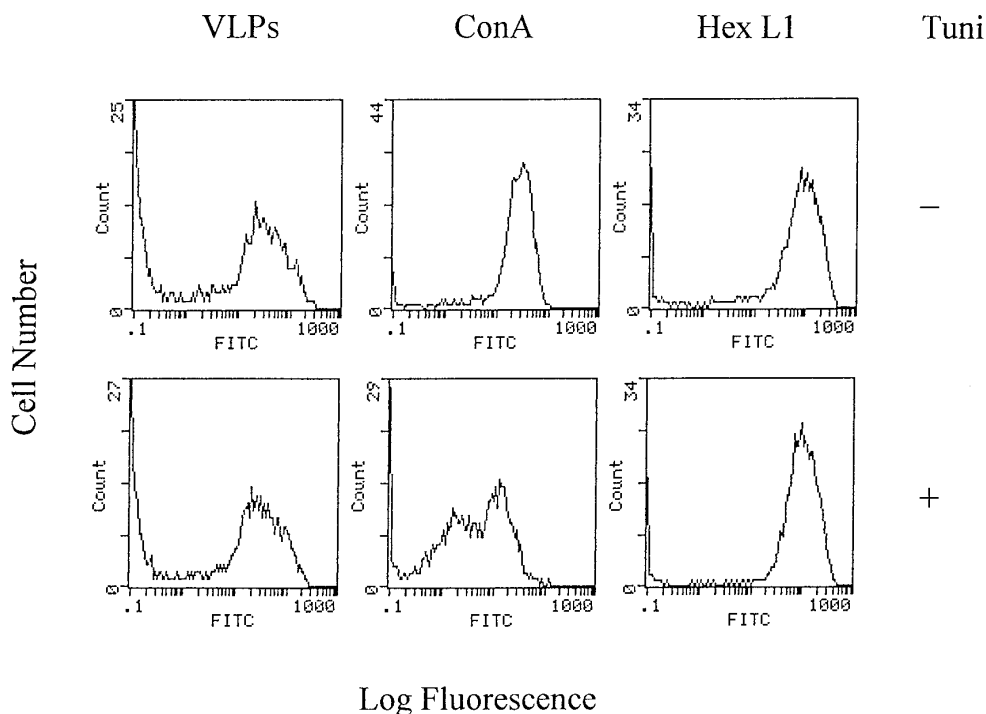 VLPs ConA Hex L1 Tuni
25 44 34
Count Count Count
0 0 0
.1 1000 .1 1000 .1 1000
FITC FITC FITC
−
Cell Number
27 29 34
Count Count Count
0 0 0
.1 1000 .1 1000 .1 1000
FITC FITC FITC
+
Log Fluorescence